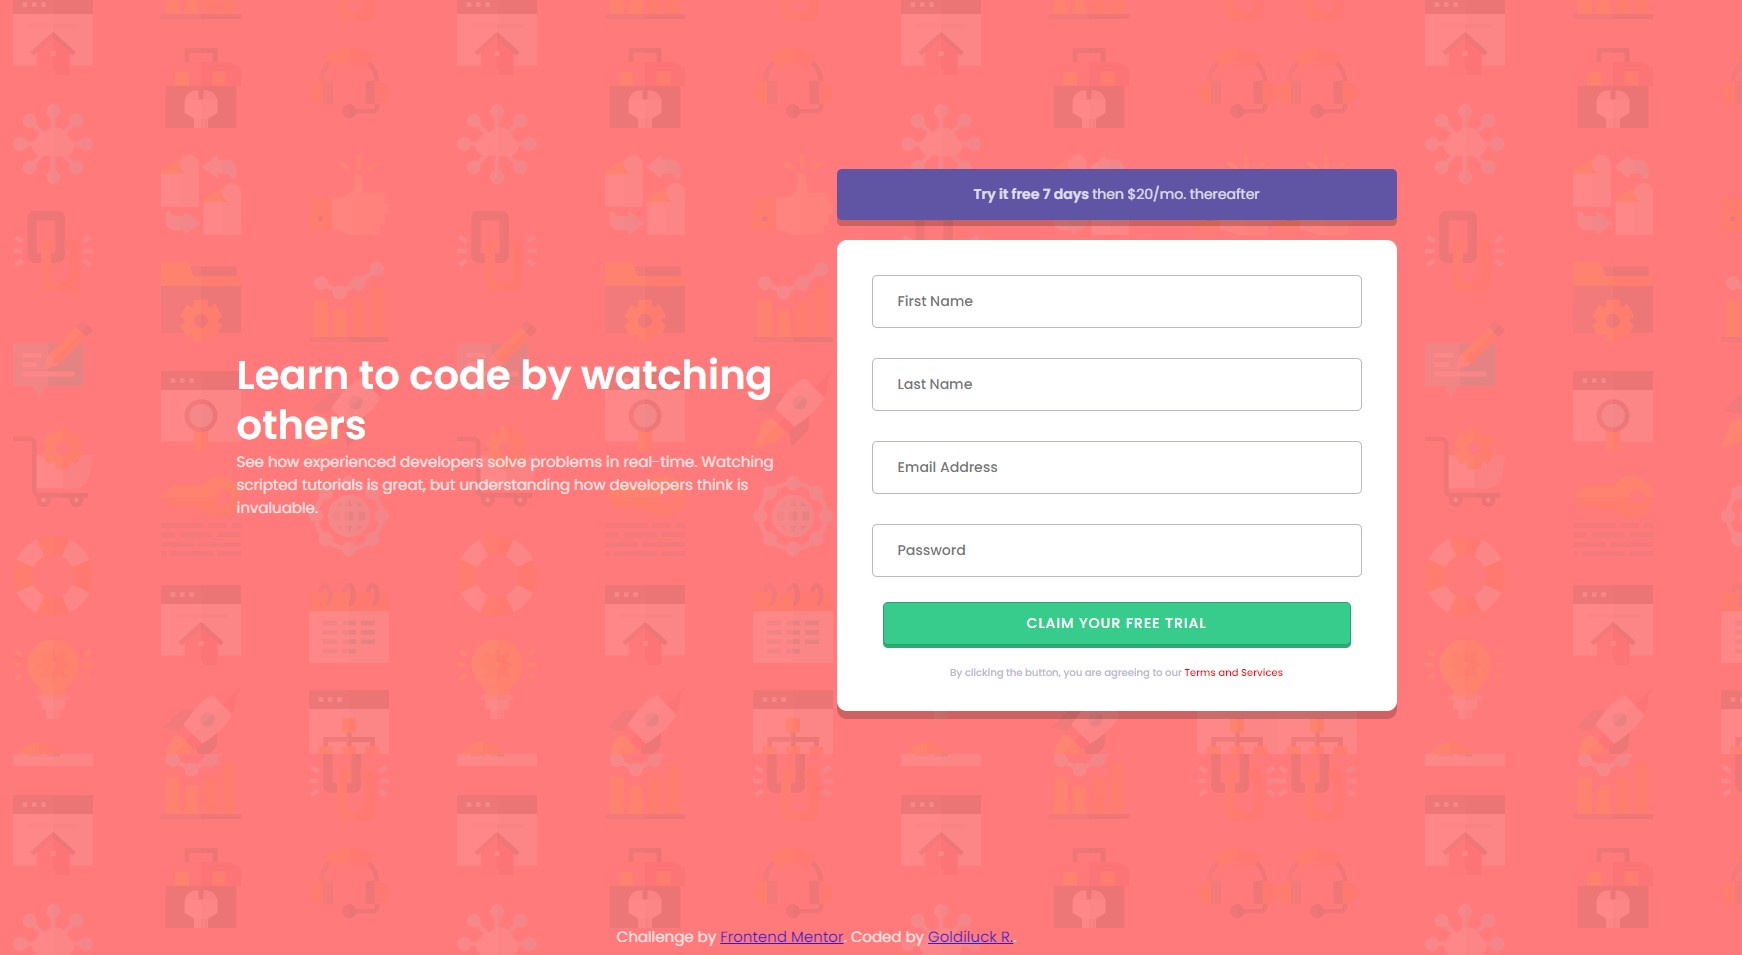 Try it free 7 days then $20/mo. thereafter
Learn to code by watching
others
See how experienced developers solve problems in real-time. Watching
scripted tutorials is great, but understanding how developers think is
invaluable.
First Name
Last Name
Email Address
Password
CLAIM YOUR FREE TRIAL
By clicking the button, you are agreeing to our Terms and Services
Challenge by Frontend Mentor. Coded by Goldiluck R..